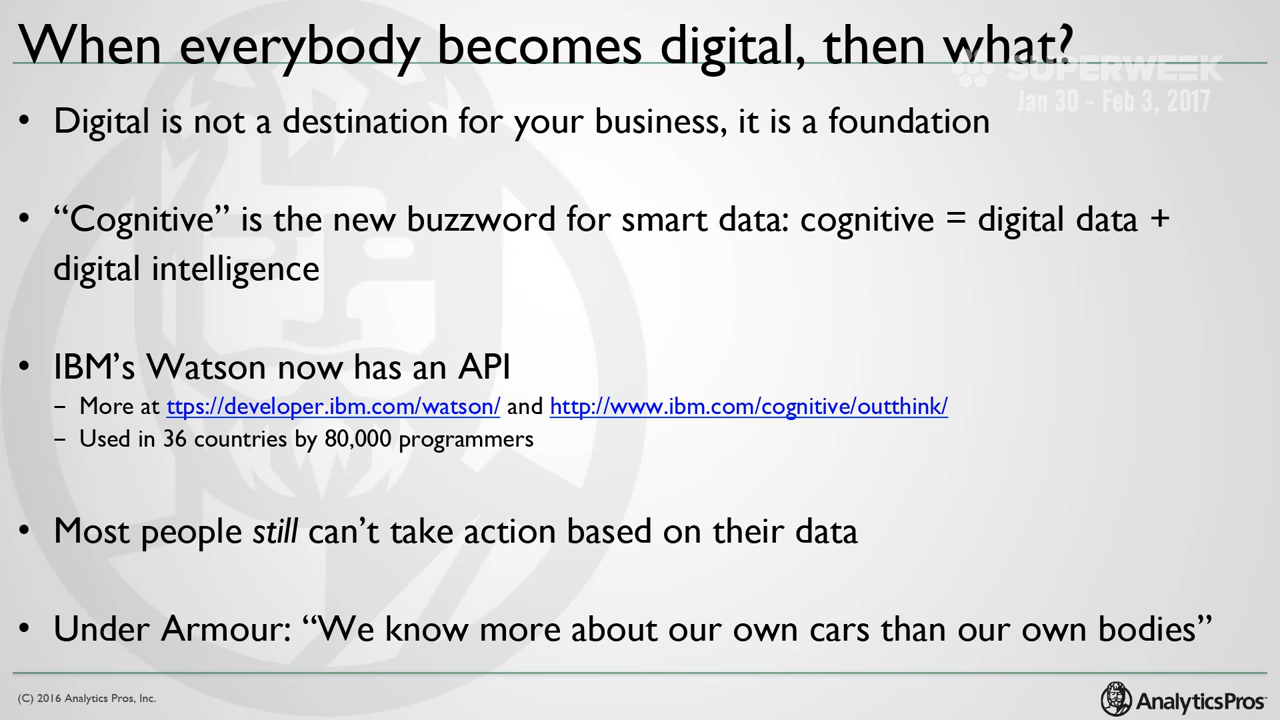 When everybody becomes digital, then what?
SUPERWEEK
Jan 30 - Feb 3, 2017
• Digital is not a destination for your business, it is a foundation
• “Cognitive” is the new buzzword for smart data: cognitive = digital data +
digital intelligence
• IBM’s Watson now has an API
– More at ttps://developer.ibm.com/watson/ and http://www.ibm.com/cognitive/outthink/
– Used in 36 countries by 80,000 programmers
• Most people still can’t take action based on their data
• Under Armour: “We know more about our own cars than our own bodies”
(C) 2016 Analytics Pros, Inc.
AnalyticsPros